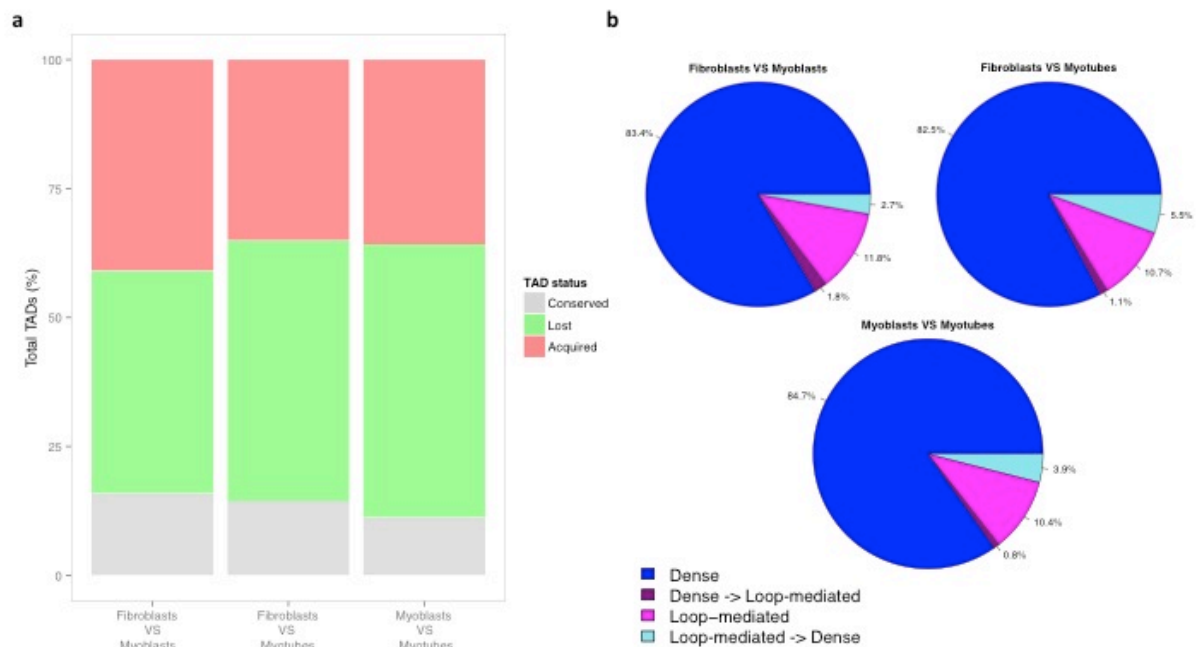 a
b
100
75
50
25
0
Total TADs (%)
Fibroblasts
VS
Myoblasts
Fibroblasts
VS
Myotubes
Myoblasts
VS
Myotubes
TAD status
Conserved
Lost
Acquired
Fibroblasts VS Myoblasts
83.4%
2.7%
11.8%
1.8%
Fibroblasts VS Myotubes
82.5%
5.5%
10.7%
1.1%
Myoblasts VS Myotubes
84.7%
3.9%
10.4%
0.8%
Dense
Dense -> Loop-mediated
Loop-mediated
Loop-mediated -> Dense